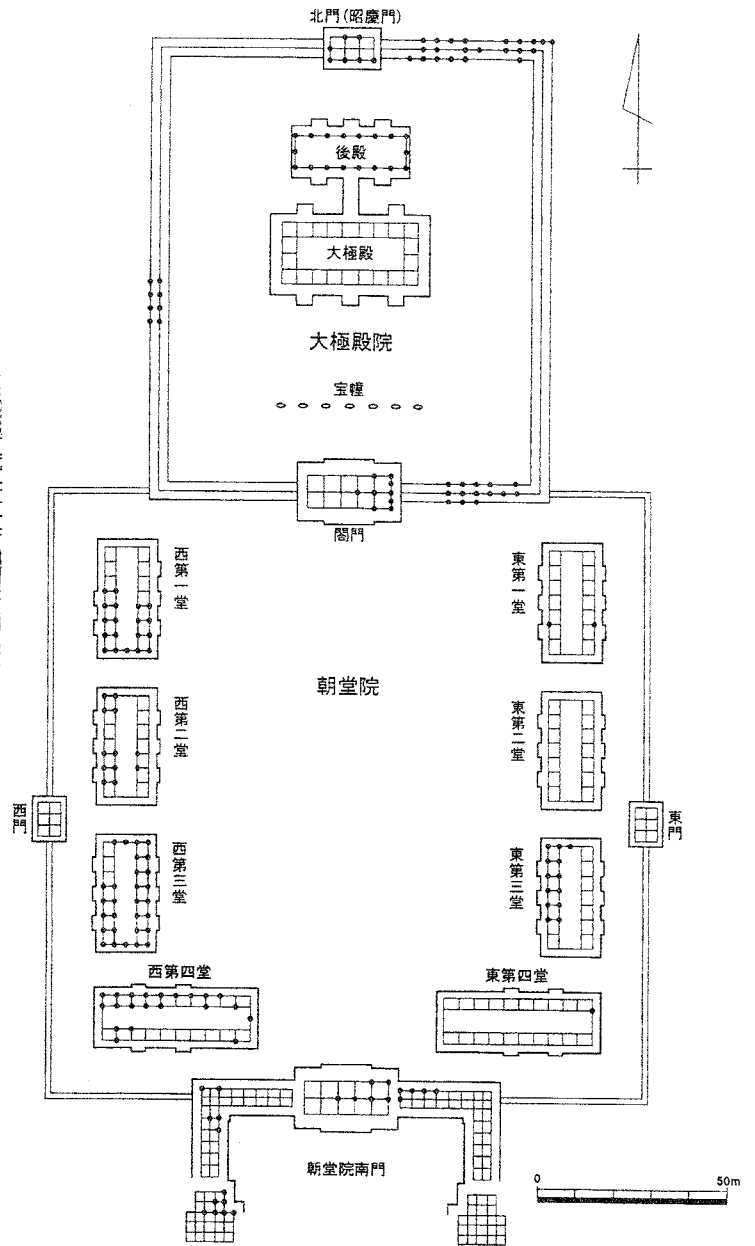 北門(昭慶門)
後殿
大極殿
大極殿院
宝幢
閤門
西第一堂
東第一堂
朝堂院
西第二堂
東第二堂
西門
東門
西第三堂
東第三堂
西第四堂
東第四堂
朝堂院南門
0
50m